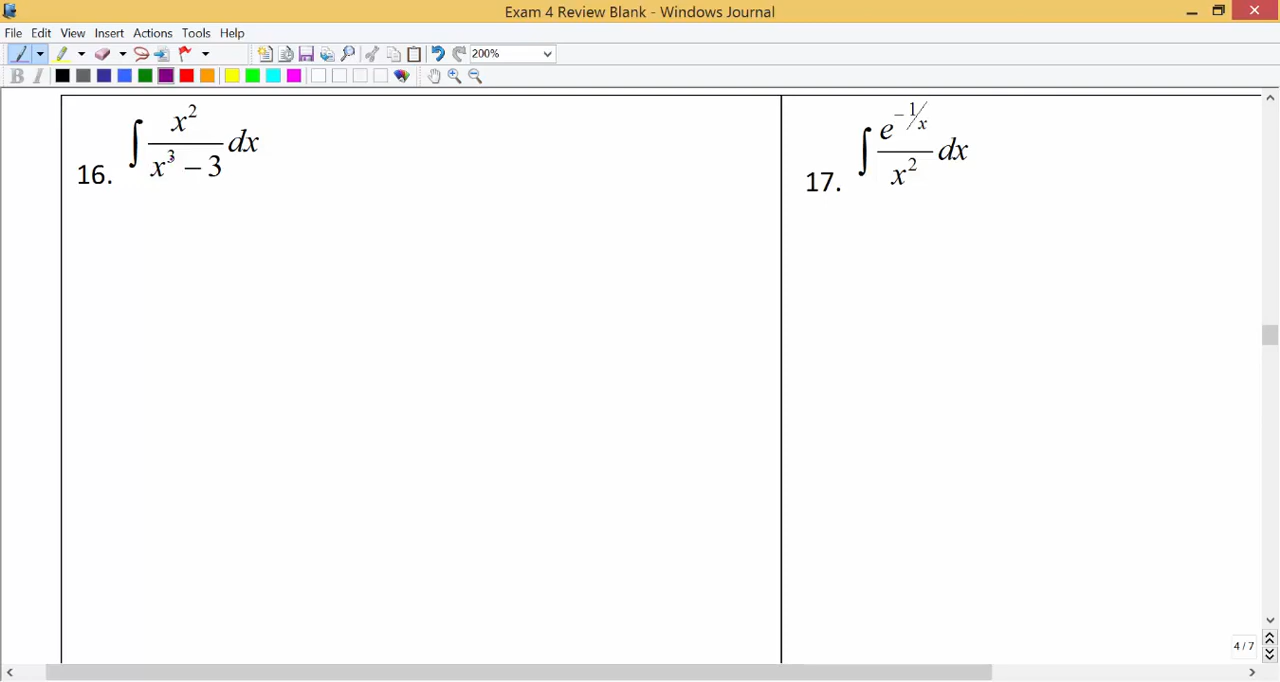 Exam 4 Review Blank - Windows Journal
File Edit View Insert Actions Tools Help
200%
B I
16. ∫ x² / (x³ − 3) dx
17. ∫ e^(−1/x) / x² dx
4 / 7